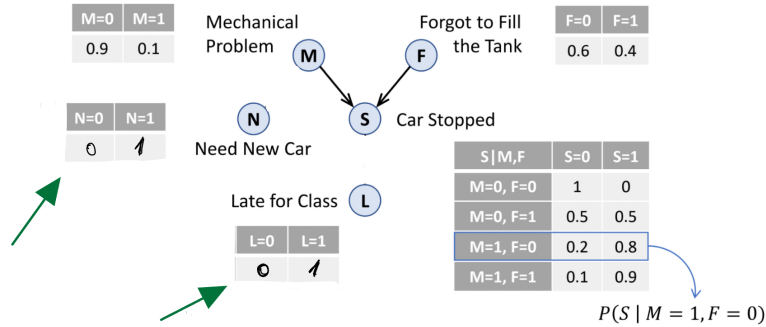 M=0 M=1
0.9 0.1
Mechanical
Problem
Forgot to Fill
the Tank
F=0 F=1
0.6 0.4
M
F
N=0 N=1
0 1
N
Need New Car
S
Car Stopped
Late for Class
L
L=0 L=1
0 1
S|M,F S=0 S=1
M=0, F=0 1 0
M=0, F=1 0.5 0.5
M=1, F=0 0.2 0.8
M=1, F=1 0.1 0.9
P(S | M = 1, F = 0)